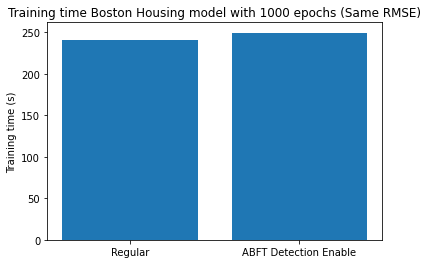 Training time Boston Housing model with 1000 epochs (Same RMSE)
250
200
150
100
50
0
Training time (s)
Regular
ABFT Detection Enable